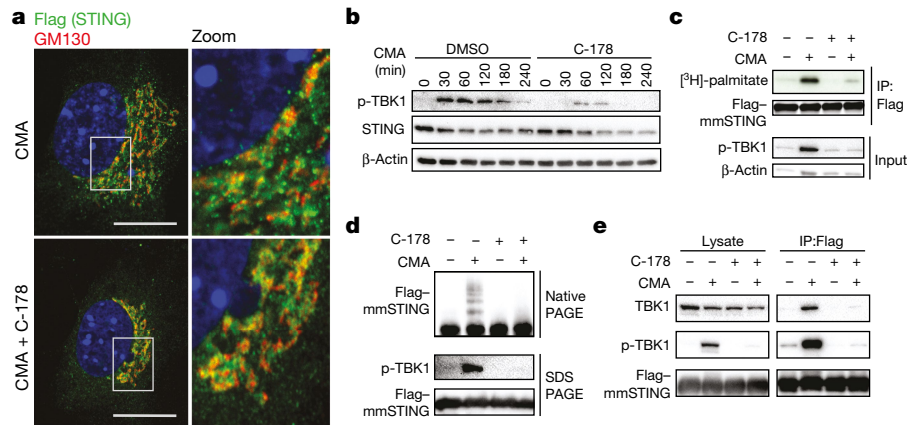 a
Flag (STING)
GM130
Zoom
CMA
CMA + C-178
b
DMSO C-178
CMA (min)
0 30 60 120 180 240 0 30 60 120 180 240
p-TBK1
STING
β-Actin
c
C-178 – – + +
CMA – + – +
[³H]-palmitate
Flag–mmSTING
IP: Flag
p-TBK1
β-Actin
Input
d
C-178 – – + +
CMA – + – +
Flag–mmSTING
Native PAGE
p-TBK1
Flag–mmSTING
SDS PAGE
e
Lysate IP:Flag
C-178 – – + + – – + +
CMA – + – + – + – +
TBK1
p-TBK1
Flag–mmSTING